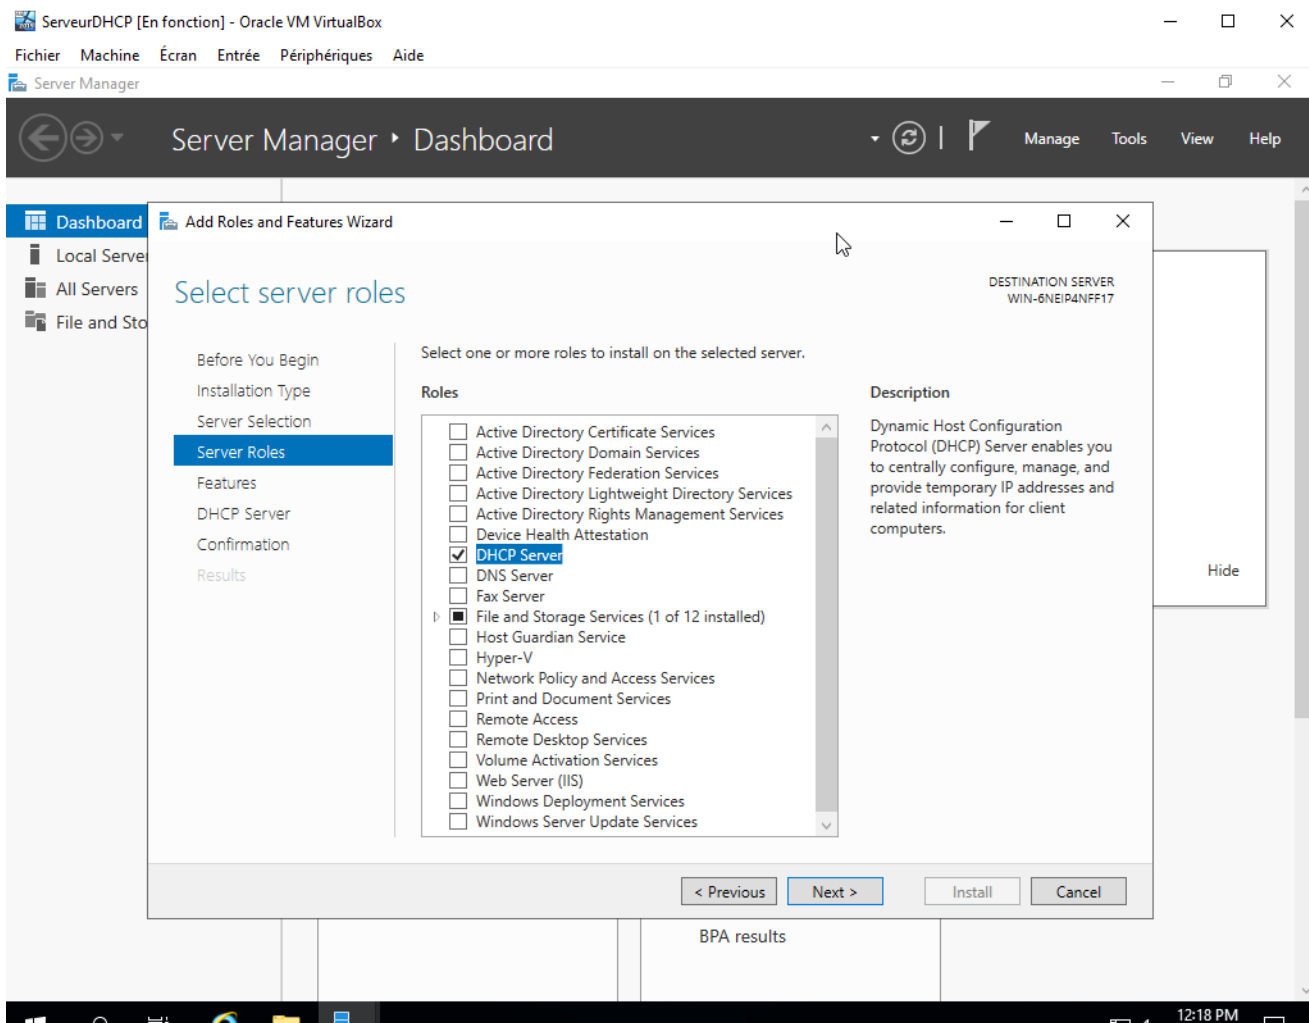 ServeurDHCP [En fonction] - Oracle VM VirtualBox
Fichier Machine Écran Entrée Périphériques Aide
Server Manager
Server Manager Dashboard
Manage Tools View Help
Dashboard
Local Server
All Servers
File and Sto
Add Roles and Features Wizard
Select server roles
DESTINATION SERVER
WIN-6NEIP4NFF17
Before You Begin
Installation Type
Server Selection
Server Roles
Features
DHCP Server
Confirmation
Results
Select one or more roles to install on the selected server.
Roles
Active Directory Certificate Services
Active Directory Domain Services
Active Directory Federation Services
Active Directory Lightweight Directory Services
Active Directory Rights Management Services
Device Health Attestation
DHCP Server
DNS Server
Fax Server
File and Storage Services (1 of 12 installed)
Host Guardian Service
Hyper-V
Network Policy and Access Services
Print and Document Services
Remote Access
Remote Desktop Services
Volume Activation Services
Web Server (IIS)
Windows Deployment Services
Windows Server Update Services
Description
Dynamic Host Configuration
Protocol (DHCP) Server enables you
to centrally configure, manage, and
provide temporary IP addresses and
related information for client
computers.
Hide
< Previous Next > Install Cancel
BPA results
12:18 PM